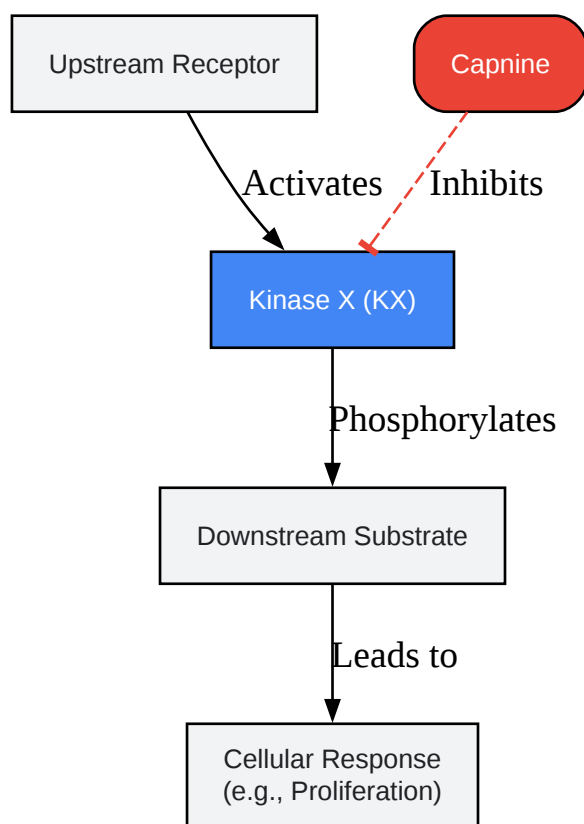 Upstream Receptor
Capnine
Activates
Inhibits
Kinase X (KX)
Phosphorylates
Downstream Substrate
Leads to
Cellular Response
(e.g., Proliferation)